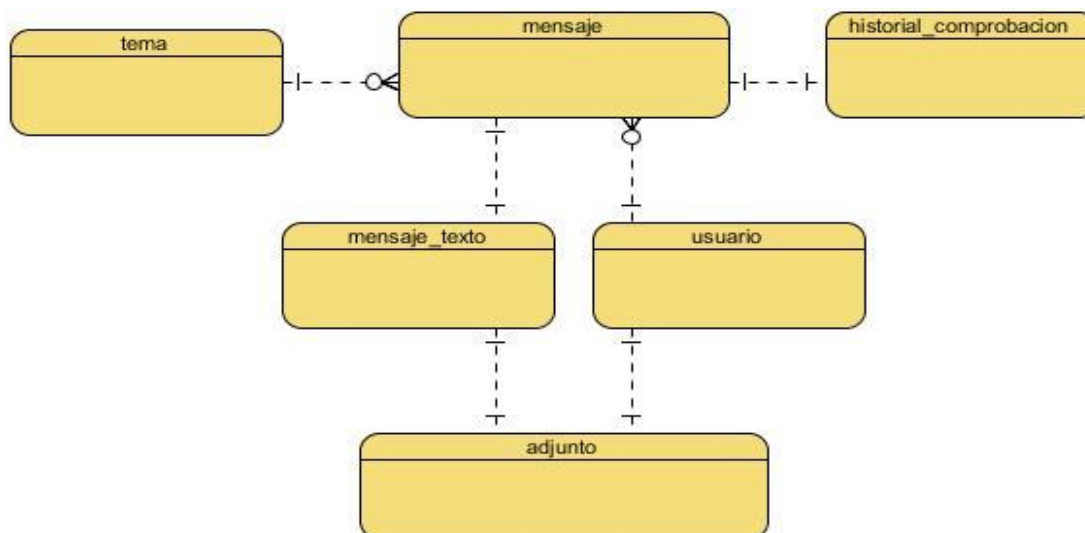 tema
mensaje
historial_comprobacion
mensaje_texto
usuario
adjunto